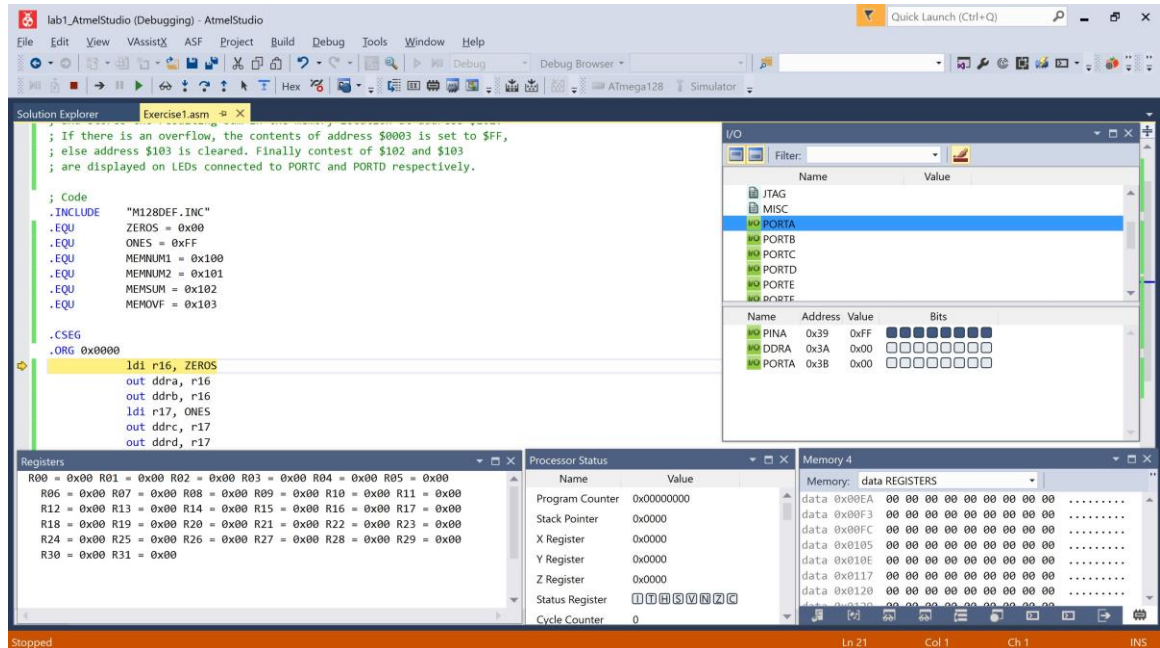 lab1_AtmelStudio (Debugging) - AtmelStudio
Quick Launch (Ctrl+Q)
File Edit View VAssistX ASF Project Build Debug Tools Window Help
Debug Debug Browser
Hex ATmega128 Simulator
Solution Explorer Exercise1.asm
; If there is an overflow, the contents of address $0003 is set to $FF,
; else address $103 is cleared. Finally contest of $102 and $103
; are displayed on LEDs connected to PORTC and PORTD respectively.
; Code
.INCLUDE "M128DEF.INC"
.EQU ZEROS = 0x00
.EQU ONES = 0xFF
.EQU MEMNUM1 = 0x100
.EQU MEMNUM2 = 0x101
.EQU MEMSUM = 0x102
.EQU MEMOVF = 0x103
.CSEG
.ORG 0x0000
ldi r16, ZEROS
out ddra, r16
out ddrb, r16
ldi r17, ONES
out ddrc, r17
out ddrd, r17
I/O
Filter:
Name Value
JTAG
MISC
I/O PORTA
I/O PORTB
I/O PORTC
I/O PORTD
I/O PORTE
I/O PORTF
Name Address Value Bits
I/O PINA 0x39 0xFF
I/O DDRA 0x3A 0x00
I/O PORTA 0x3B 0x00
Registers
R00 = 0x00 R01 = 0x00 R02 = 0x00 R03 = 0x00 R04 = 0x00 R05 = 0x00
R06 = 0x00 R07 = 0x00 R08 = 0x00 R09 = 0x00 R10 = 0x00 R11 = 0x00
R12 = 0x00 R13 = 0x00 R14 = 0x00 R15 = 0x00 R16 = 0x00 R17 = 0x00
R18 = 0x00 R19 = 0x00 R20 = 0x00 R21 = 0x00 R22 = 0x00 R23 = 0x00
R24 = 0x00 R25 = 0x00 R26 = 0x00 R27 = 0x00 R28 = 0x00 R29 = 0x00
R30 = 0x00 R31 = 0x00
Processor Status
Name Value
Program Counter 0x00000000
Stack Pointer 0x0000
X Register 0x0000
Y Register 0x0000
Z Register 0x0000
Status Register I T H S V N Z C
Cycle Counter 0
Memory 4
Memory: data REGISTERS
data 0x00EA 00 00 00 00 00 00 00 00 00 .........
data 0x00F3 00 00 00 00 00 00 00 00 00 .........
data 0x00FC 00 00 00 00 00 00 00 00 00 .........
data 0x0105 00 00 00 00 00 00 00 00 00 .........
data 0x010E 00 00 00 00 00 00 00 00 00 .........
data 0x0117 00 00 00 00 00 00 00 00 00 .........
data 0x0120 00 00 00 00 00 00 00 00 00 .........
Stopped Ln 21 Col 1 Ch 1 INS